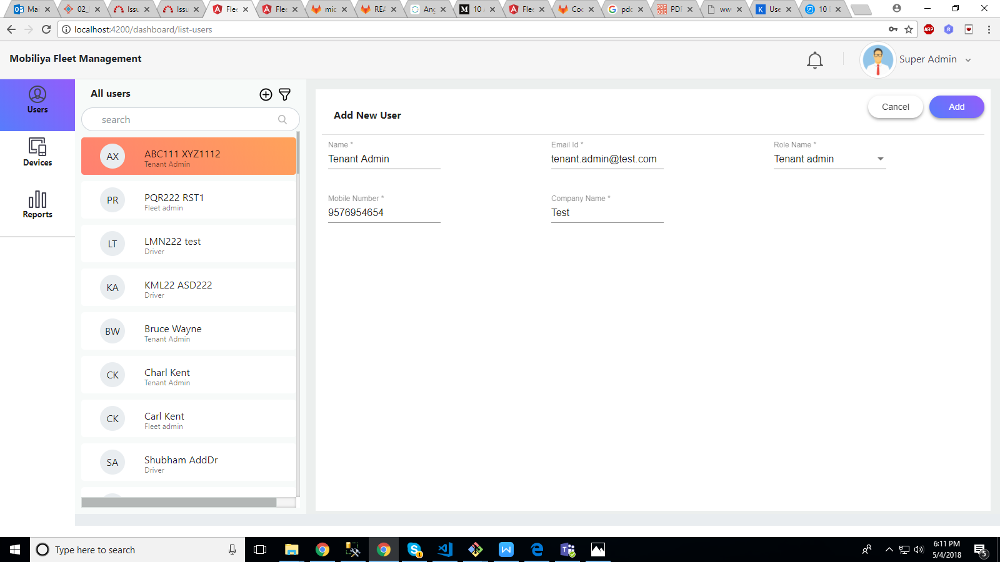 Mai
02_
Issu
Issu
Flee
Flee
mic
REA
Ang
10
Flee
Coc
pdc
PDF
ww
Use
10
localhost:4200/dashboard/list-users
ABP
Mobiliya Fleet Management
Super Admin
Users
Devices
Reports
All users
search
AX
ABC111 XYZ1112
Tenant Admin
PR
PQR222 RST1
Fleet admin
LT
LMN222 test
Driver
KA
KML22 ASD222
Driver
BW
Bruce Wayne
Tenant Admin
CK
Charl Kent
Tenant Admin
CK
Carl Kent
Fleet admin
SA
Shubham AddDr
Driver
Add New User
Cancel
Add
Name *
Tenant Admin
Email Id *
tenant.admin@test.com
Role Name *
Tenant admin
Mobile Number *
9576954654
Company Name *
Test
Type here to search
6:11 PM
5/4/2018
5